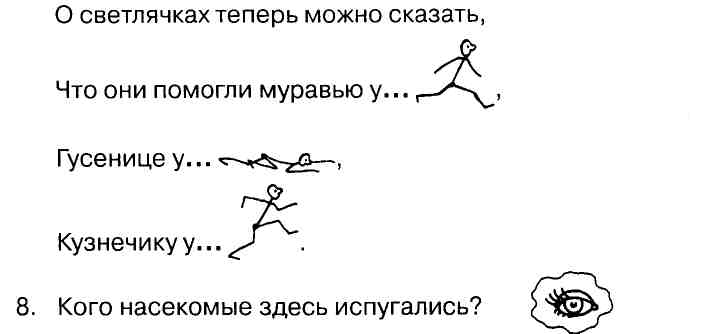 О светлячках теперь можно сказать,
Что они помогли муравью у... ,
Гусенице у... ,
Кузнечику у... .
8. Кого насекомые здесь испугались?